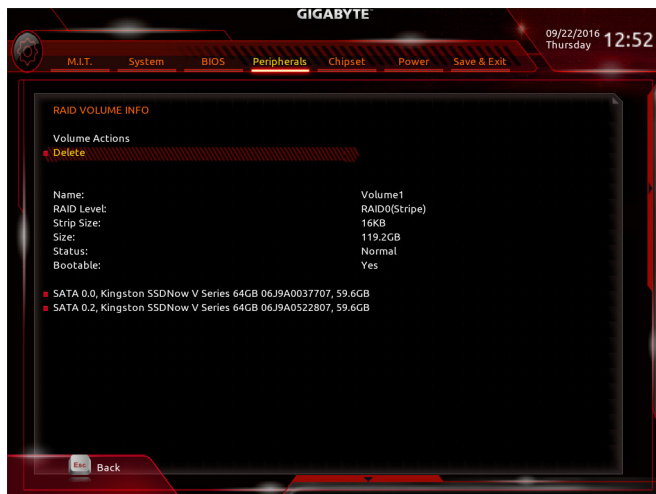 GIGABYTE
09/22/2016
Thursday 12:52
M.I.T. System BIOS Peripherals Chipset Power Save & Exit
RAID VOLUME INFO
Volume Actions
Delete
Name: Volume1
RAID Level: RAID0(Stripe)
Strip Size: 16KB
Size: 119.2GB
Status: Normal
Bootable: Yes
SATA 0.0, Kingston SSDNow V Series 64GB 06J9A0037707, 59.6GB
SATA 0.2, Kingston SSDNow V Series 64GB 06J9A0522807, 59.6GB
Esc Back